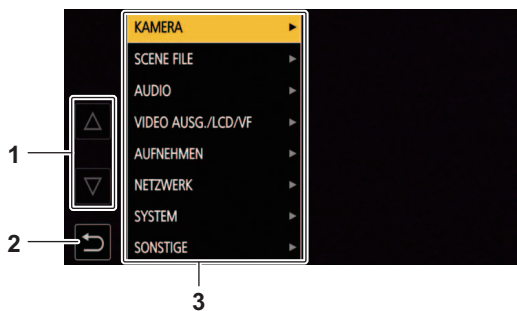 KAMERA
SCENE FILE
AUDIO
VIDEO AUSG./LCD/VF
AUFNEHMEN
NETZWERK
SYSTEM
SONSTIGE
1
2
3